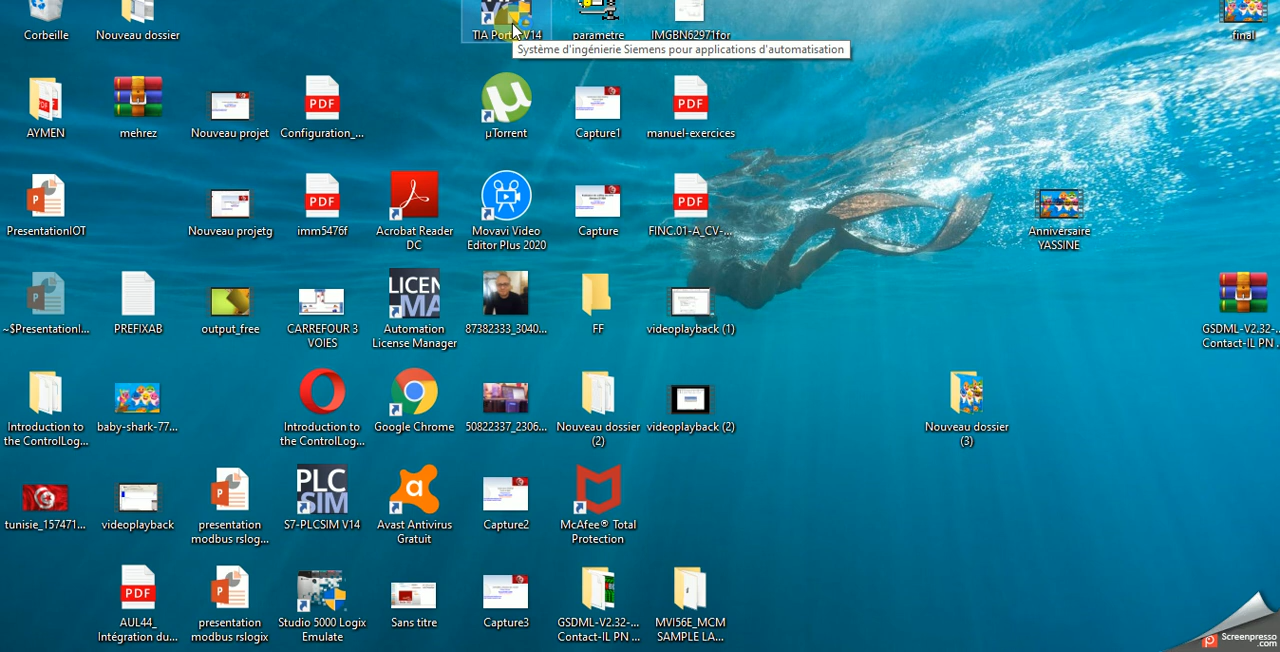 Corbeille
Nouveau dossier
TIA Portal V14
parametre
IMGBN62971for
final
Système d'ingénierie Siemens pour applications d'automatisation
AYMEN
mehrez
Nouveau projet
PDF
Configuration_...
µTorrent
Capture1
PDF
manuel-exercices
PresentationIOT
Nouveau projetg
PDF
imm5476f
Acrobat Reader
DC
Movavi Video
Editor Plus 2020
Capture
PDF
FINC.01-A_CV-...
Anniversaire
YASSINE
~$PresentationI...
PREFIXAB
output_free
CARREFOUR 3
VOIES
LICEN
MA
Automation
License Manager
87382333_3040...
FF
videoplayback (1)
GSDML-V2.32-...
Contact-IL PN ...
Introduction to
the ControlLog...
baby-shark-77...
Introduction to
the ControlLog...
Google Chrome
50822337_2306...
Nouveau dossier
(2)
videoplayback (2)
Nouveau dossier
(3)
tunisie_157471...
videoplayback
presentation
modbus rslog...
PLC
SIM
S7-PLCSIM V14
Avast Antivirus
Gratuit
Capture2
McAfee® Total
Protection
PDF
AUL44_
Intégration du...
presentation
modbus rslogix
Studio 5000 Logix
Emulate
Sans titre
Capture3
GSDML-V2.32-...
Contact-IL PN ...
MVI56E_MCM
SAMPLE LA...
Screenpresso
.com